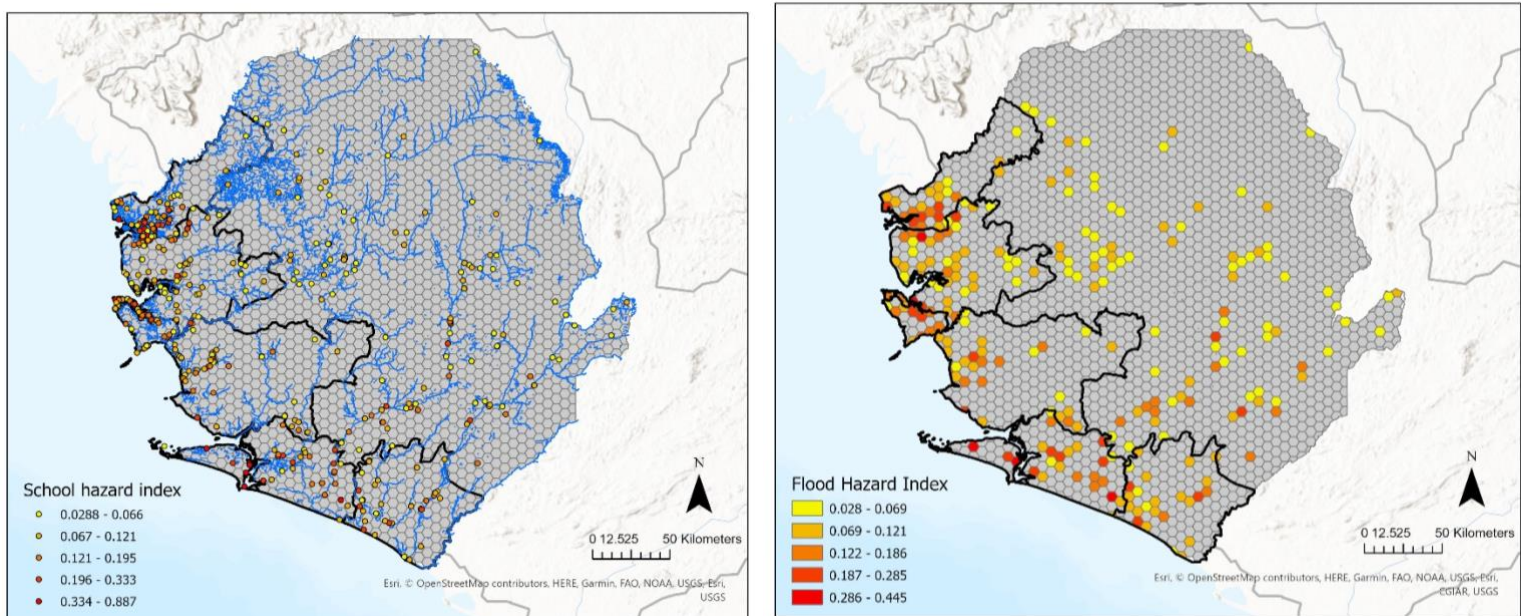 School hazard index
0.0288 - 0.066
0.067 - 0.121
0.121 - 0.195
0.196 - 0.333
0.334 - 0.887
N
0 12.525 50 Kilometers
Esri, © OpenStreetMap contributors, HERE, Garmin, FAO, NOAA, USGS, Esri,
USGS
Flood Hazard Index
0.028 - 0.069
0.069 - 0.121
0.122 - 0.186
0.187 - 0.285
0.286 - 0.445
N
0 12.525 50 Kilometers
Esri, © OpenStreetMap contributors, HERE, Garmin, FAO, NOAA, USGS, Esri,
CGIAR, USGS